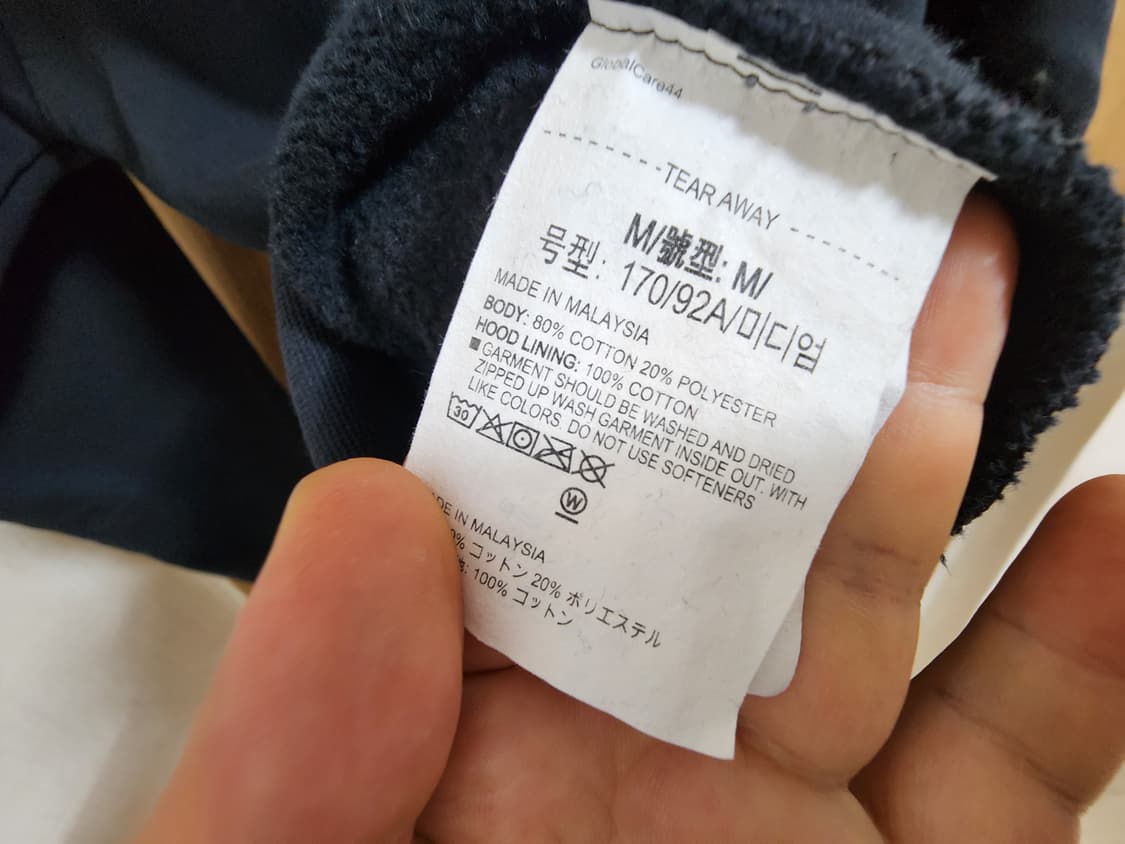 GlobalCare44
TEAR AWAY
M/號型: M/
号型: 170/92A/미디엄
MADE IN MALAYSIA
BODY: 80% COTTON 20% POLYESTER
HOOD LINING: 100% COTTON
■GARMENT SHOULD BE WASHED AND DRIED
ZIPPED UP WASH GARMENT INSIDE OUT. WITH
LIKE COLORS. DO NOT USE SOFTENERS
30
W
IN MALAYSIA
コットン 20% ポリエステル
100% コットン